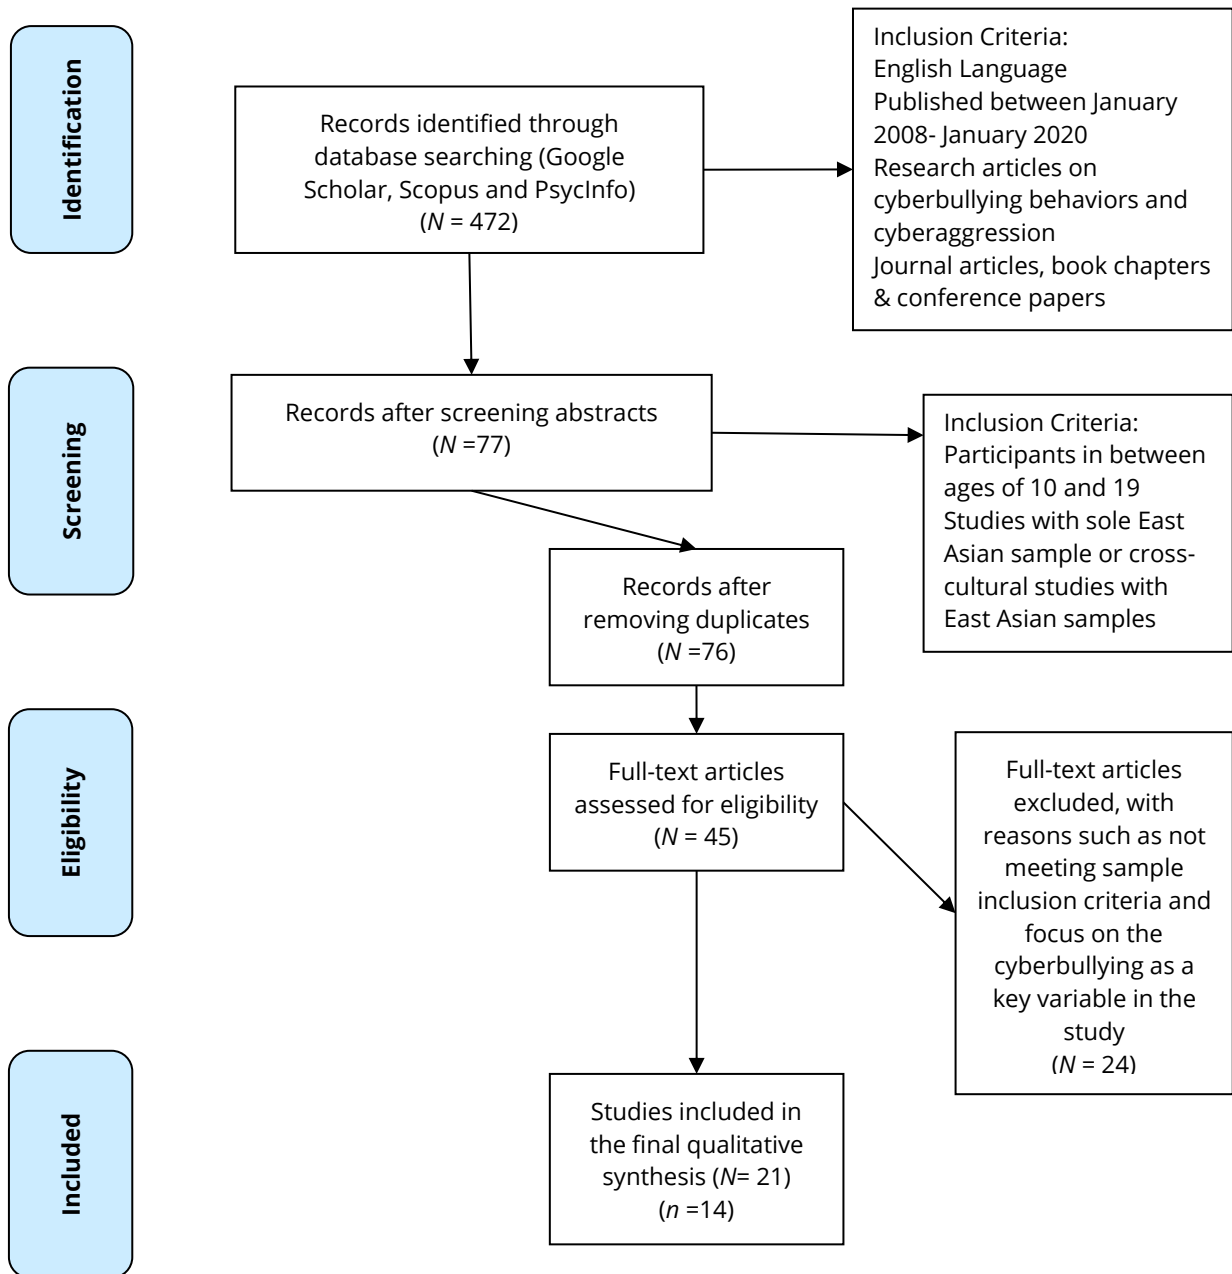 Identification
Records identified through
database searching (Google
Scholar, Scopus and PsycInfo)
(N = 472)
Inclusion Criteria:
English Language
Published between January
2008- January 2020
Research articles on
cyberbullying behaviors and
cyberaggression
Journal articles, book chapters
& conference papers
Screening
Records after screening abstracts
(N =77)
Inclusion Criteria:
Participants in between
ages of 10 and 19
Studies with sole East
Asian sample or cross-
cultural studies with
East Asian samples
Records after
removing duplicates
(N =76)
Eligibility
Full-text articles
assessed for eligibility
(N = 45)
Full-text articles
excluded, with
reasons such as not
meeting sample
inclusion criteria and
focus on the
cyberbullying as a
key variable in the
study
(N = 24)
Included
Studies included in
the final qualitative
synthesis (N= 21)
(n =14)